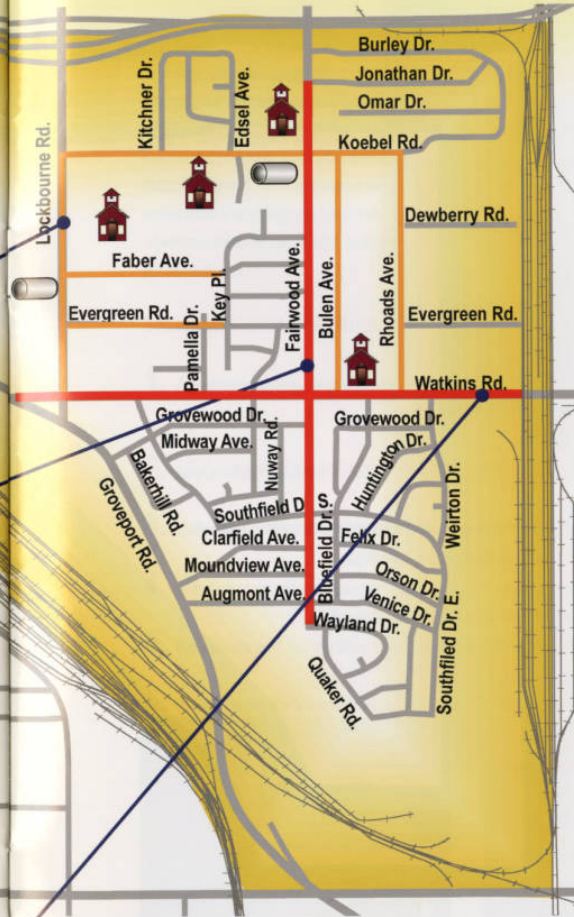 Burley Dr.
Jonathan Dr.
Omar Dr.
Kitchner Dr.
Edsel Ave.
Koebel Rd.
Lockbourne Rd.
Dewberry Rd.
Faber Ave.
Key Pl.
Fairwood Ave.
Bulen Ave.
Rhoads Ave.
Evergreen Rd.
Evergreen Rd.
Pamella Dr.
Watkins Rd.
Grovewood Dr.
Grovewood Dr.
Midway Ave.
Nuway Rd.
Huntington Dr.
Bakerhill Rd.
Groveport Rd.
Weirton Dr.
Southfield D S.
Clarfield Ave.
Felix Dr.
Bluefield Dr.
Moundview Ave.
Orson Dr.
Augmont Ave.
Venice Dr.
Wayland Dr.
Southfiled Dr. E.
Quaker Rd.